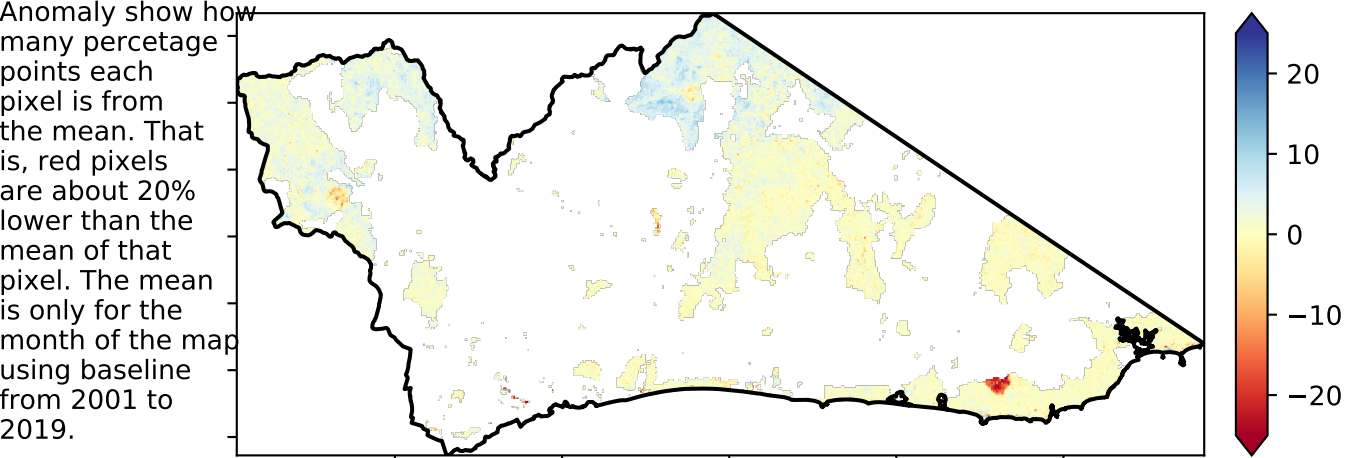 Anomaly show how
many percetage
points each
pixel is from
the mean. That
is, red pixels
are about 20%
lower than the
mean of that
pixel. The mean
is only for the
month of the map
using baseline
from 2001 to
2019.
20
10
0
−10
−20